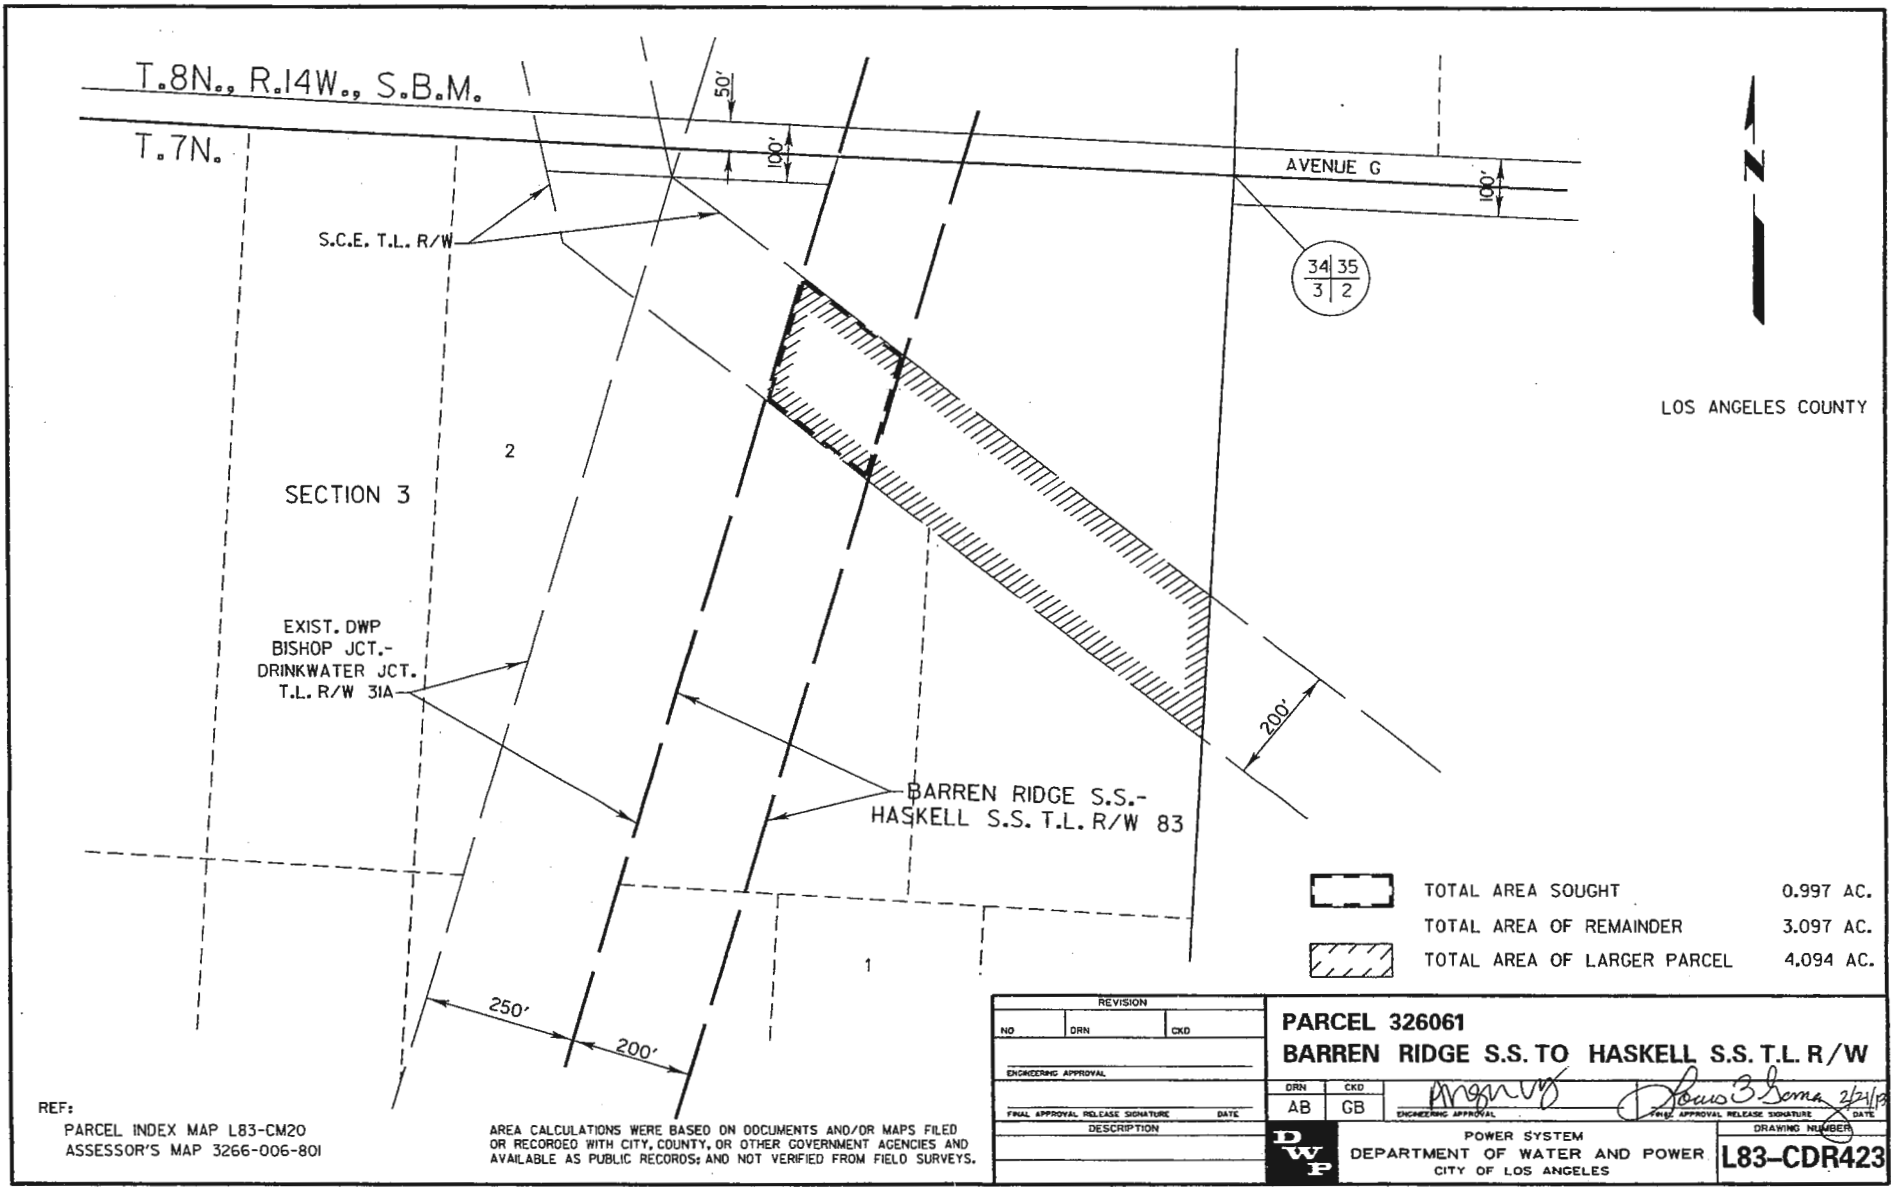 T.8N., R.14W., S.B.M.
T.7N.
50'
100'
AVENUE G
100'
N
S.C.E. T.L. R/W
34 35
3 2
LOS ANGELES COUNTY
2
SECTION 3
EXIST. DWP
BISHOP JCT.-
DRINKWATER JCT.
T.L. R/W 31A
200'
BARREN RIDGE S.S.-
HASKELL S.S. T.L. R/W 83
TOTAL AREA SOUGHT 0.997 AC.
TOTAL AREA OF REMAINDER 3.097 AC.
TOTAL AREA OF LARGER PARCEL 4.094 AC.
1
250'
200'
REF:
PARCEL INDEX MAP L83-CM20
ASSESSOR'S MAP 3266-006-801
AREA CALCULATIONS WERE BASED ON DOCUMENTS AND/OR MAPS FILED
OR RECORDED WITH CITY, COUNTY, OR OTHER GOVERNMENT AGENCIES AND
AVAILABLE AS PUBLIC RECORDS; AND NOT VERIFIED FROM FIELD SURVEYS.
REVISION
NO DRN CKD
ENGINEERING APPROVAL
FINAL APPROVAL RELEASE SIGNATURE DATE
DESCRIPTION
PARCEL 326061
BARREN RIDGE S.S. TO HASKELL S.S. T.L. R/W
DRN CKD
AB GB
ENGINEERING APPROVAL
FINAL APPROVAL RELEASE SIGNATURE DATE
DWP
POWER SYSTEM
DEPARTMENT OF WATER AND POWER
CITY OF LOS ANGELES
DRAWING NUMBER
L83-CDR423